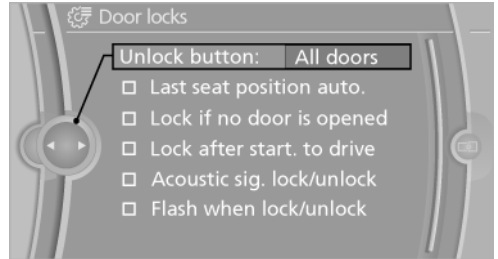 Door locks
Unlock button: All doors
Last seat position auto.
Lock if no door is opened
Lock after start. to drive
Acoustic sig. lock/unlock
Flash when lock/unlock